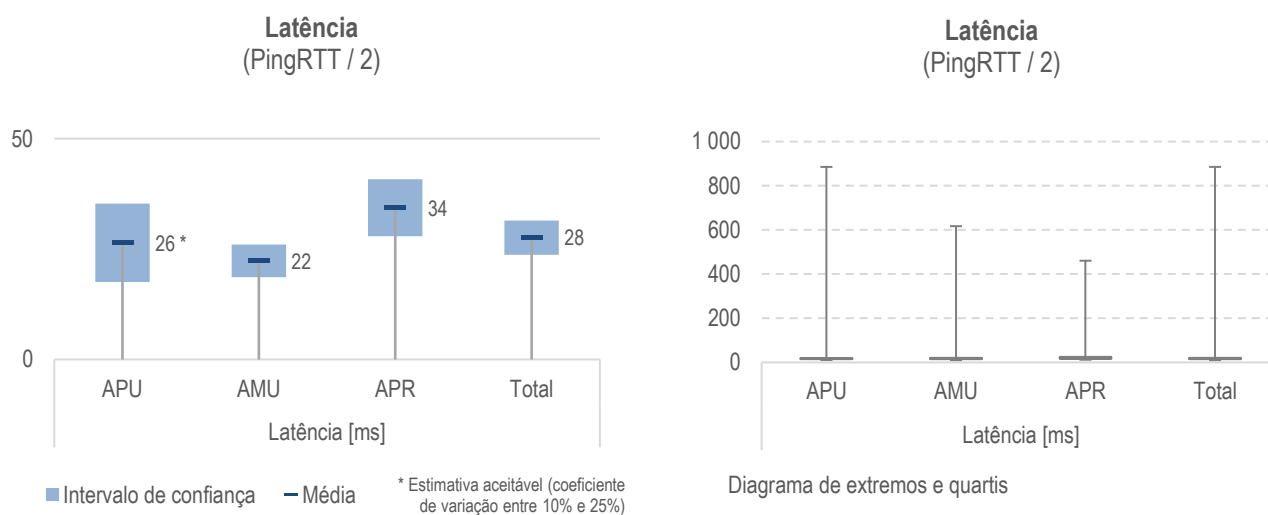 Latência
(PingRTT / 2)
50
0
26 *
22
34
28
APU
AMU
APR
Total
Latência [ms]
Intervalo de confiança
Média
* Estimativa aceitável (coeficiente
de variação entre 10% e 25%)
Latência
(PingRTT / 2)
1 000
800
600
400
200
0
APU
AMU
APR
Total
Latência [ms]
Diagrama de extremos e quartis